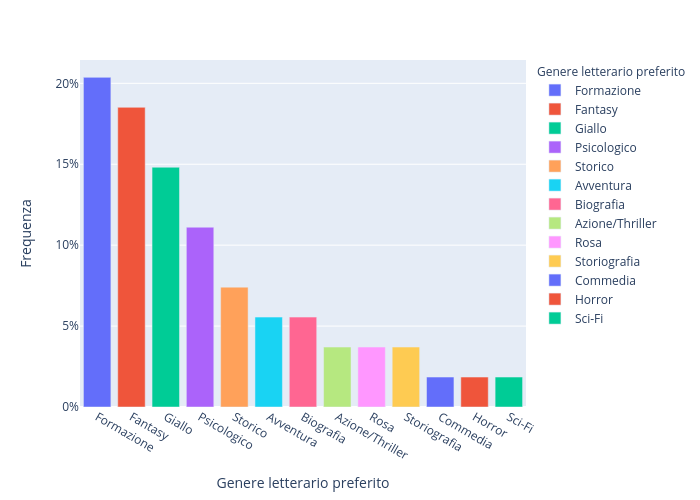 20%
15%
10%
5%
0%
Frequenza
Formazione
Fantasy
Giallo
Psicologico
Storico
Avventura
Biografia
Azione/Thriller
Rosa
Storiografia
Commedia
Horror
Sci-Fi
Genere letterario preferito
Genere letterario preferito
Formazione
Fantasy
Giallo
Psicologico
Storico
Avventura
Biografia
Azione/Thriller
Rosa
Storiografia
Commedia
Horror
Sci-Fi